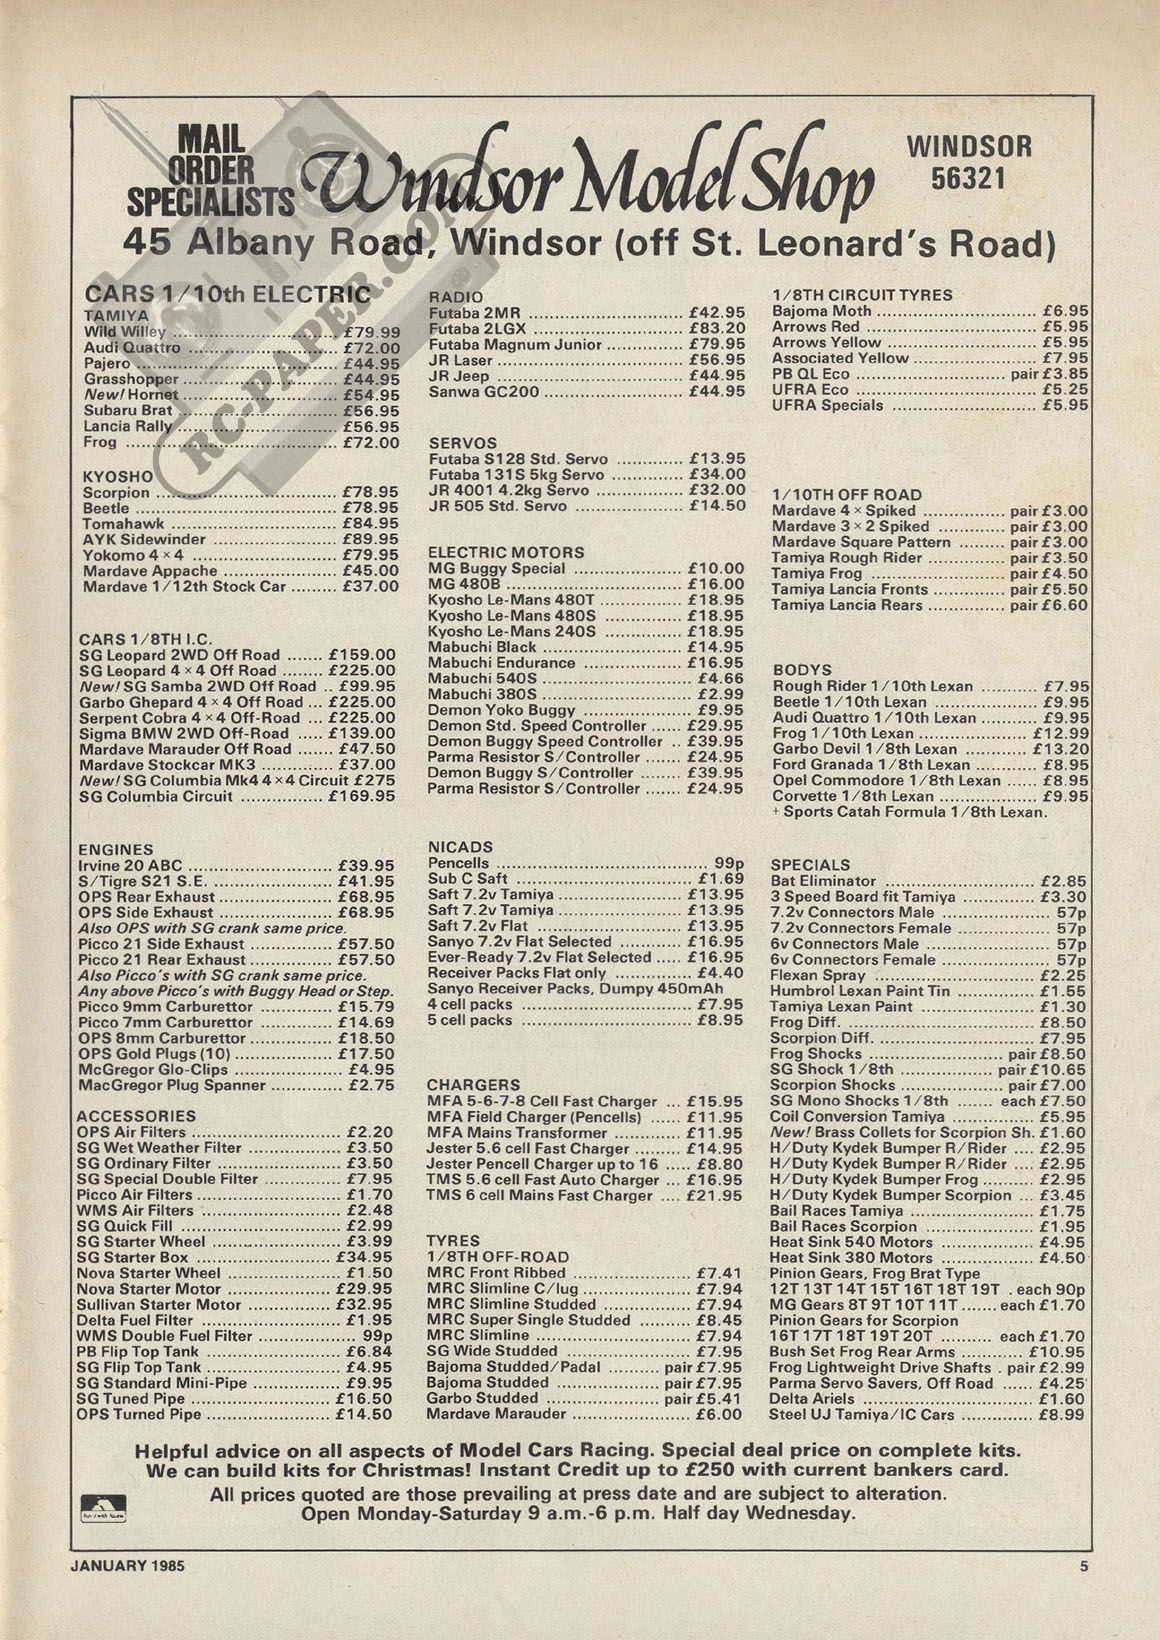 MAIL
ORDER
SPECIALISTS
Windsor Model Shop
WINDSOR
56321
45 Albany Road, Windsor (off St. Leonard's Road)
CARS 1/10th ELECTRIC
TAMIYA
Wild Willey .......... £79.99
Audi Quattro .......... £72.00
Pajero .......... £44.95
Grasshopper .......... £44.95
New! Hornet .......... £54.95
Subaru Brat .......... £56.95
Lancia Rally .......... £56.95
Frog .......... £72.00
KYOSHO
Scorpion .......... £78.95
Beetle .......... £78.95
Tomahawk .......... £84.95
AYK Sidewinder .......... £89.95
Yokomo 4 × 4 .......... £79.95
Mardave Appache .......... £45.00
Mardave 1/12th Stock Car .......... £37.00
CARS 1/8TH I.C.
SG Leopard 2WD Off Road ....... £159.00
SG Leopard 4 × 4 Off Road ........ £225.00
New! SG Samba 2WD Off Road .. £99.95
Garbo Ghepard 4 × 4 Off Road ... £225.00
Serpent Cobra 4 × 4 Off-Road ... £225.00
Sigma BMW 2WD Off-Road ..... £139.00
Mardave Marauder Off Road ....... £47.50
Mardave Stockcar MK3 .......... £37.00
New! SG Columbia Mk4 4 × 4 Circuit £275
SG Columbia Circuit .......... £169.95
ENGINES
Irvine 20 ABC .......... £39.95
S/Tigre S21 S.E. .......... £41.95
OPS Rear Exhaust .......... £68.95
OPS Side Exhaust .......... £68.95
Also OPS with SG crank same price.
Picco 21 Side Exhaust .......... £57.50
Picco 21 Rear Exhaust .......... £57.50
Also Picco's with SG crank same price.
Any above Picco's with Buggy Head or Step.
Picco 9mm Carburettor .......... £15.79
Picco 7mm Carburettor .......... £14.69
OPS 8mm Carburettor .......... £18.50
OPS Gold Plugs (10) .......... £17.50
McGregor Glo-Clips .......... £4.95
MacGregor Plug Spanner .......... £2.75
ACCESSORIES
OPS Air Filters .......... £2.20
SG Wet Weather Filter .......... £3.50
SG Ordinary Filter .......... £3.50
SG Special Double Filter .......... £7.95
Picco Air Filters .......... £1.70
WMS Air Filters .......... £2.48
SG Quick Fill .......... £2.99
SG Starter Wheel .......... £3.99
SG Starter Box .......... £34.95
Nova Starter Wheel .......... £1.50
Nova Starter Motor .......... £29.95
Sullivan Starter Motor .......... £32.95
Delta Fuel Filter .......... £1.95
WMS Double Fuel Filter .......... 99p
PB Flip Top Tank .......... £6.84
SG Flip Top Tank .......... £4.95
SG Standard Mini-Pipe .......... £9.95
SG Tuned Pipe .......... £16.50
OPS Turned Pipe .......... £14.50
RADIO
Futaba 2MR .......... £42.95
Futaba 2LGX .......... £83.20
Futaba Magnum Junior .......... £79.95
JR Laser .......... £56.95
JR Jeep .......... £44.95
Sanwa GC200 .......... £44.95
SERVOS
Futaba S128 Std. Servo .......... £13.95
Futaba 131S 5kg Servo .......... £34.00
JR 4001 4.2kg Servo .......... £32.00
JR 505 Std. Servo .......... £14.50
ELECTRIC MOTORS
MG Buggy Special .......... £10.00
MG 480B .......... £16.00
Kyosho Le-Mans 480T .......... £18.95
Kyosho Le-Mans 480S .......... £18.95
Kyosho Le-Mans 240S .......... £18.95
Mabuchi Black .......... £14.95
Mabuchi Endurance .......... £16.95
Mabuchi 540S .......... £4.66
Mabuchi 380S .......... £2.99
Demon Yoko Buggy .......... £9.95
Demon Std. Speed Controller ...... £29.95
Demon Buggy Speed Controller .. £39.95
Parma Resistor S/Controller ....... £24.95
Demon Buggy S/Controller ........ £39.95
Parma Resistor S/Controller ....... £24.95
NICADS
Pencells .......... 99p
Sub C Saft .......... £1.69
Saft 7.2v Tamiya .......... £13.95
Saft 7.2v Tamiya .......... £13.95
Saft 7.2v Flat .......... £13.95
Sanyo 7.2v Flat Selected .......... £16.95
Ever-Ready 7.2v Flat Selected ..... £16.95
Receiver Packs Flat only .......... £4.40
Sanyo Receiver Packs, Dumpy 450mAh
4 cell packs .......... £7.95
5 cell packs .......... £8.95
CHARGERS
MFA 5-6-7-8 Cell Fast Charger ... £15.95
MFA Field Charger (Pencells) ...... £11.95
MFA Mains Transformer .......... £11.95
Jester 5.6 cell Fast Charger ......... £14.95
Jester Pencell Charger up to 16 ..... £8.80
TMS 5.6 cell Fast Auto Charger ... £16.95
TMS 6 cell Mains Fast Charger .... £21.95
TYRES
1/8TH OFF-ROAD
MRC Front Ribbed .......... £7.41
MRC Slimline C/lug .......... £7.94
MRC Slimline Studded .......... £7.94
MRC Super Single Studded ........ £8.45
MRC Slimline .......... £7.94
SG Wide Studded .......... £7.95
Bajoma Studded/Padal .......... pair £7.95
Bajoma Studded .......... pair £7.95
Garbo Studded .......... pair £5.41
Mardave Marauder .......... £6.00
1/8TH CIRCUIT TYRES
Bajoma Moth .......... £6.95
Arrows Red .......... £5.95
Arrows Yellow .......... £5.95
Associated Yellow .......... £7.95
PB QL Eco .......... pair £3.85
UFRA Eco .......... £5.25
UFRA Specials .......... £5.95
1/10TH OFF ROAD
Mardave 4 × Spiked .......... pair £3.00
Mardave 3 × 2 Spiked .......... pair £3.00
Mardave Square Pattern ........ pair £3.00
Tamiya Rough Rider .......... pair £3.50
Tamiya Frog .......... pair £4.50
Tamiya Lancia Fronts .......... pair £5.50
Tamiya Lancia Rears .......... pair £6.60
BODYS
Rough Rider 1/10th Lexan .......... £7.95
Beetle 1/10th Lexan .......... £9.95
Audi Quattro 1/10th Lexan .......... £9.95
Frog 1/10th Lexan .......... £12.99
Garbo Devil 1/8th Lexan .......... £13.20
Ford Granada 1/8th Lexan .......... £8.95
Opel Commodore 1/8th Lexan ...... £8.95
Corvette 1/8th Lexan .......... £9.95
+ Sports Catah Formula 1/8th Lexan.
SPECIALS
Bat Eliminator .......... £2.85
3 Speed Board fit Tamiya .......... £3.30
7.2v Connectors Male .......... 57p
7.2v Connectors Female .......... 57p
6v Connectors Male .......... 57p
6v Connectors Female .......... 57p
Flexan Spray .......... £2.25
Humbrol Lexan Paint Tin .......... £1.55
Tamiya Lexan Paint .......... £1.30
Frog Diff. .......... £8.50
Scorpion Diff. .......... £7.95
Frog Shocks .......... pair £8.50
SG Shock 1/8th .......... pair £10.65
Scorpion Shocks .......... pair £7.00
SG Mono Shocks 1/8th ....... each £7.50
Coil Conversion Tamiya .......... £5.95
New! Brass Collets for Scorpion Sh. £1.60
H/Duty Kydek Bumper R/Rider .... £2.95
H/Duty Kydek Bumper R/Rider .... £2.95
H/Duty Kydek Bumper Frog ........ £2.95
H/Duty Kydek Bumper Scorpion ... £3.45
Bail Races Tamiya .......... £1.75
Bail Races Scorpion .......... £1.95
Heat Sink 540 Motors .......... £4.95
Heat Sink 380 Motors .......... £4.50
Pinion Gears, Frog Brat Type
12T 13T 14T 15T 16T 18T 19T . each 90p
MG Gears 8T 9T 10T 11T ....... each £1.70
Pinion Gears for Scorpion
16T 17T 18T 19T 20T .......... each £1.70
Bush Set Frog Rear Arms .......... £10.95
Frog Lightweight Drive Shafts . pair £2.99
Parma Servo Savers, Off Road ...... £4.25
Delta Ariels .......... £1.60
Steel UJ Tamiya/IC Cars .......... £8.99
Helpful advice on all aspects of Model Cars Racing. Special deal price on complete kits.
We can build kits for Christmas! Instant Credit up to £250 with current bankers card.
All prices quoted are those prevailing at press date and are subject to alteration.
Open Monday-Saturday 9 a.m.-6 p.m. Half day Wednesday.
JANUARY 1985
5
RC-PAPER.COM